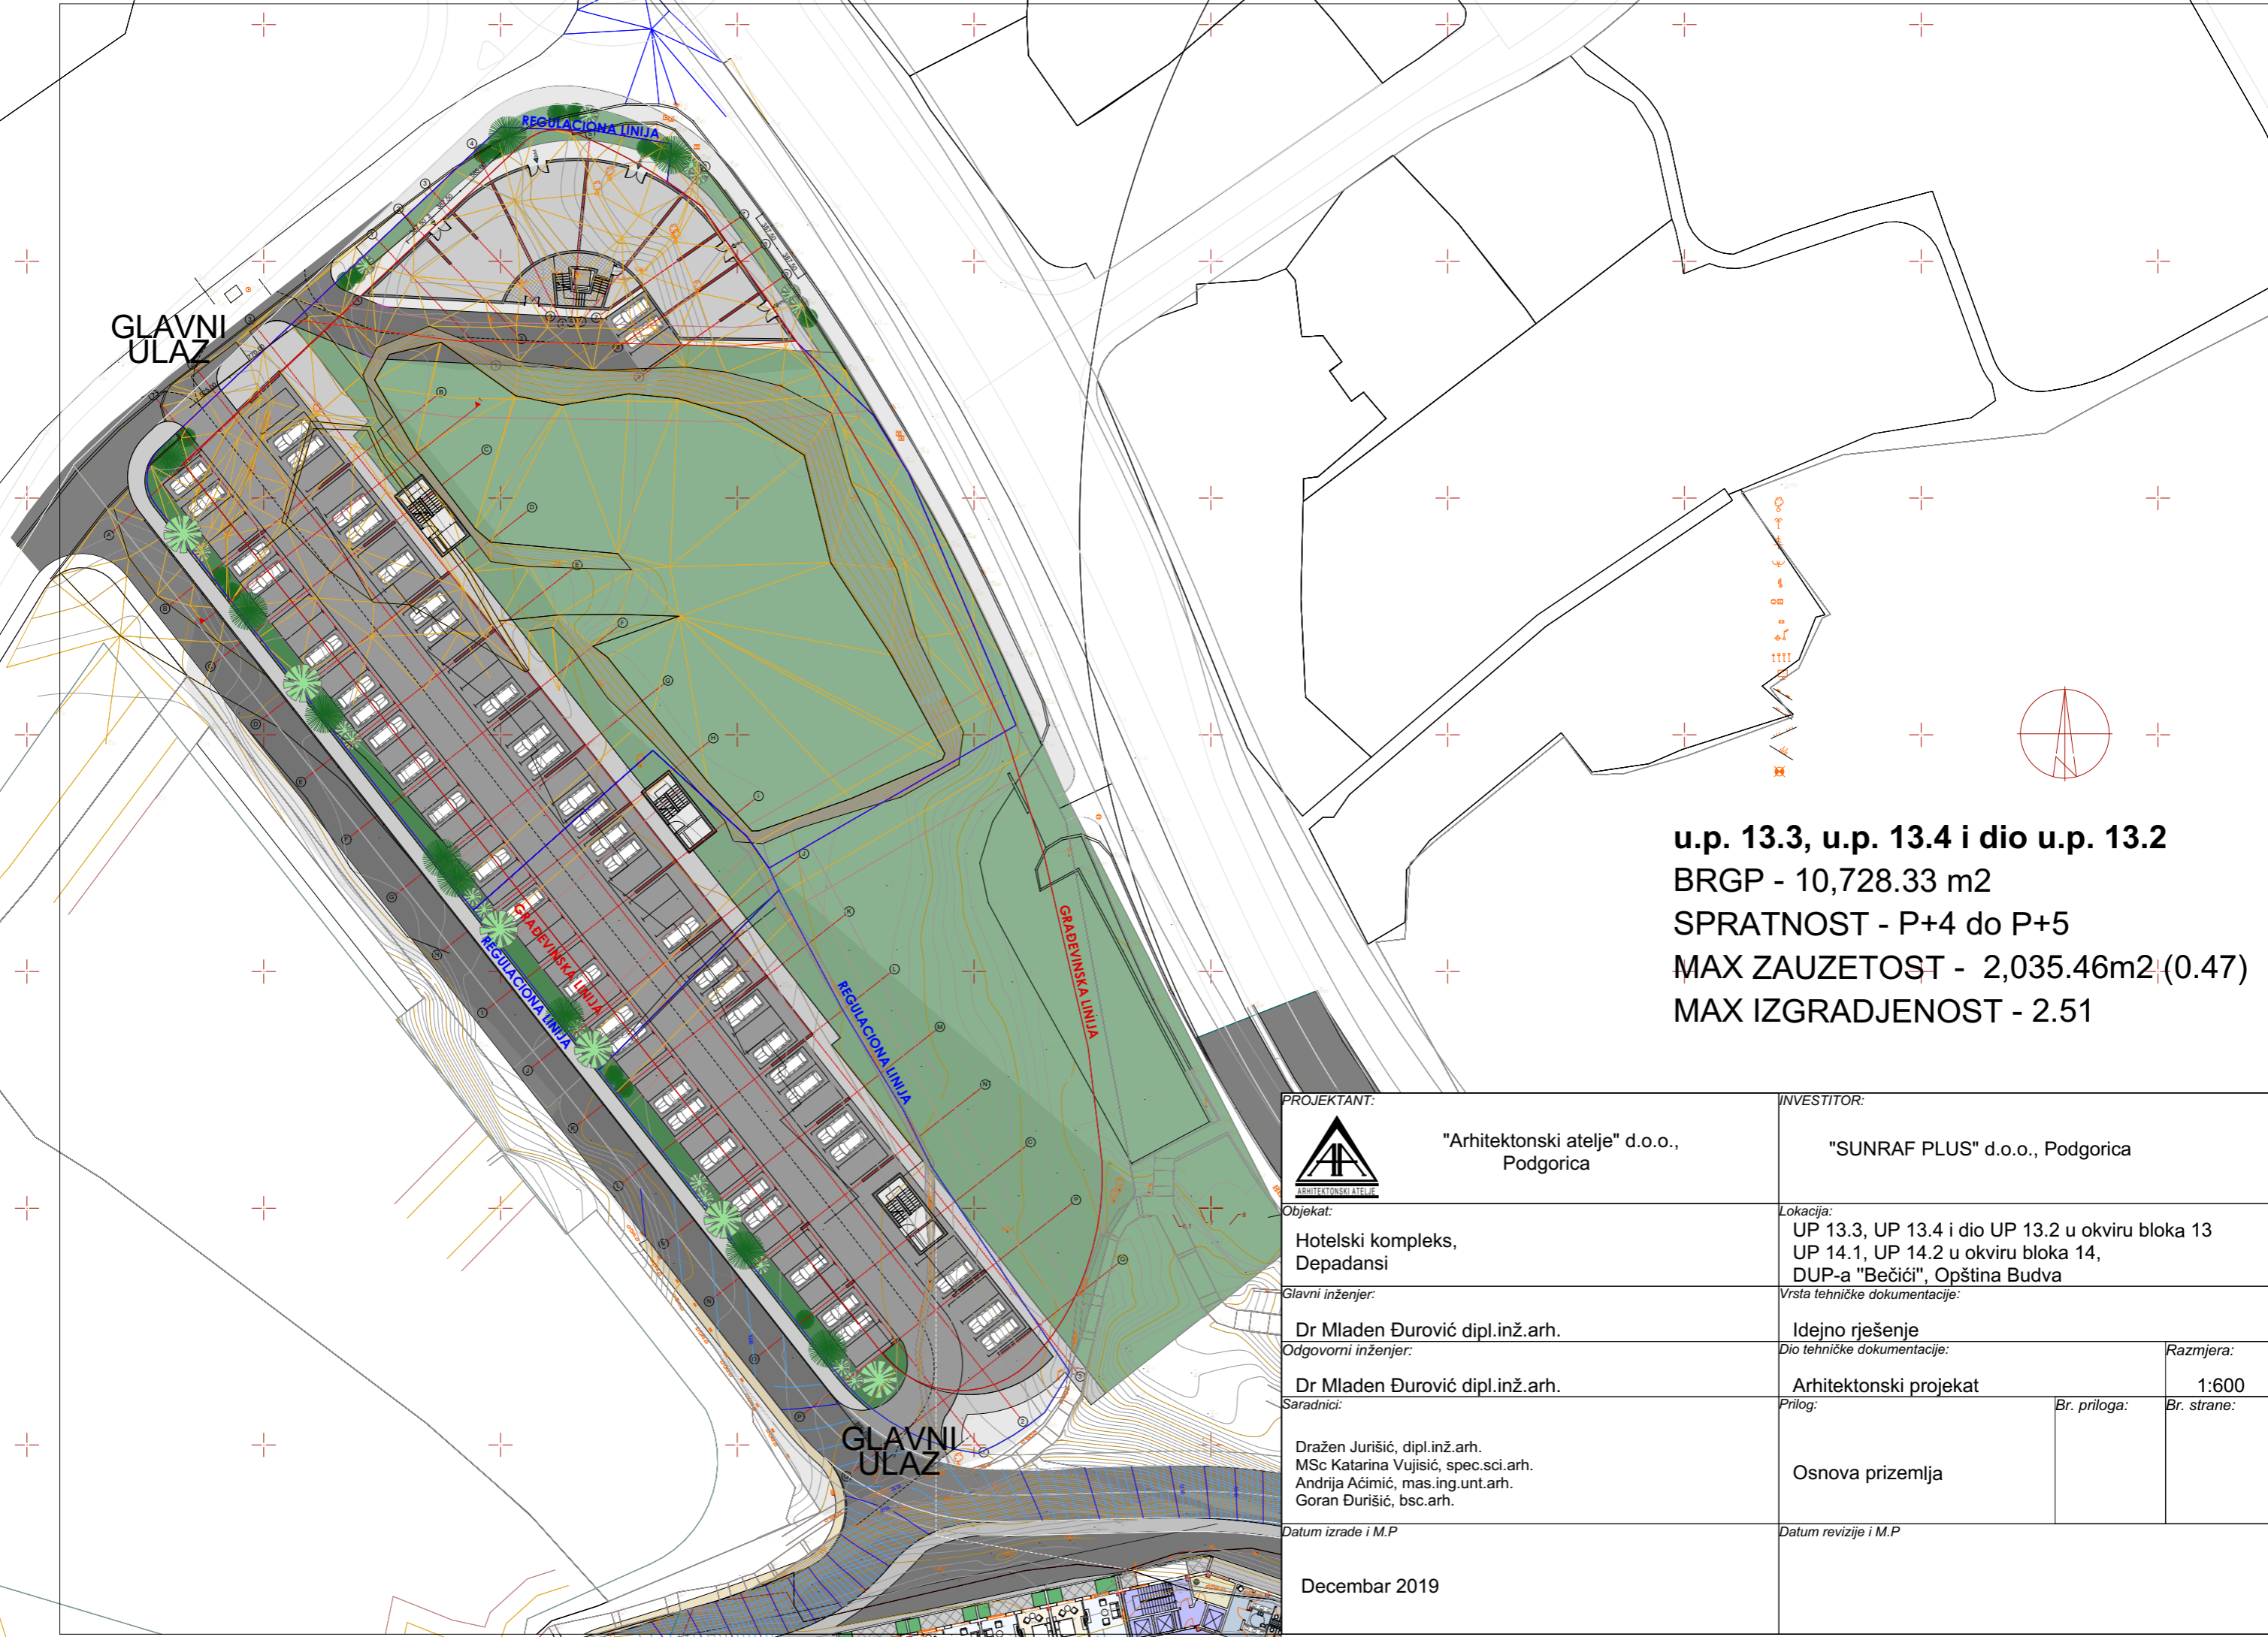 REGULACIONA LINIJA
GLAVNI
ULAZ
GRAĐEVINSKA LINIJA
REGULACIONA LINIJA
REGULACIONA LINIJA
GRAĐEVINSKA LINIJA
GLAVNI
ULAZ
u.p. 13.3, u.p. 13.4 i dio u.p. 13.2
BRGP - 10,728.33 m2
SPRATNOST - P+4 do P+5
MAX ZAUZETOST - 2,035.46m2 (0.47)
MAX IZGRADJENOST - 2.51
PROJEKTANT:
ARHITEKTONSKI ATELJE
"Arhitektonski atelje" d.o.o.,
Podgorica
INVESTITOR:
"SUNRAF PLUS" d.o.o., Podgorica
Objekat:
Hotelski kompleks,
Depadansi
Lokacija:
UP 13.3, UP 13.4 i dio UP 13.2 u okviru bloka 13
UP 14.1, UP 14.2 u okviru bloka 14,
DUP-a "Bečići", Opština Budva
Glavni inženjer:
Dr Mladen Đurović dipl.inž.arh.
Vrsta tehničke dokumentacije:
Idejno rješenje
Odgovorni inženjer:
Dr Mladen Đurović dipl.inž.arh.
Dio tehničke dokumentacije:
Arhitektonski projekat
Razmjera:
1:600
Saradnici:
Dražen Jurišić, dipl.inž.arh.
MSc Katarina Vujisić, spec.sci.arh.
Andrija Aćimić, mas.ing.unt.arh.
Goran Đurišić, bsc.arh.
Prilog:
Osnova prizemlja
Br. priloga:
Br. strane:
Datum izrade i M.P
Decembar 2019
Datum revizije i M.P